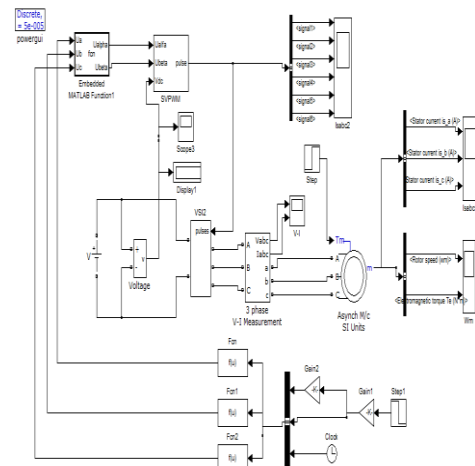 Discrete,
= 5e-005
powergui
Ua
Ub
Uc
fcn
Ualpha
Ubeta
Embedded
MATLAB Function1
Ualfa
Ubeta
Vdc
pulse
SVPWM
<signal1>
<signal2>
<signal3>
<signal4>
<signal5>
<signal6>
Isabc2
Scope3
Display1
Step
V-I
<Stator current is_a (A)>
<Stator current is_b (A)>
<Stator current is_c (A)>
Isabc
VSI2
pulses
A
B
C
V
+
-
v
Voltage
A
B
C
Vabc
Iabc
a
b
c
3 phase
V-I Measurement
Tm
A
B
C
m
Asynch M/c
SI Units
<Rotor speed (wm)>
<Electromagnetic torque Te (N*m)>
Wm
Fcn
f(u)
Fcn1
f(u)
Fcn2
f(u)
Gain2
-K-
Gain1
-K-
Step1
Clock